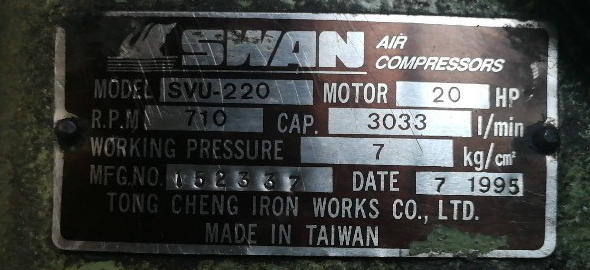 SWAN AIR COMPRESSORS
MODEL SVU-220 MOTOR 20 HP
R.P.M 710 CAP. 3033 l/min
WORKING PRESSURE 7 kg/cm²
MFG.NO. 152337 DATE 7 1995
TONG CHENG IRON WORKS CO., LTD.
MADE IN TAIWAN